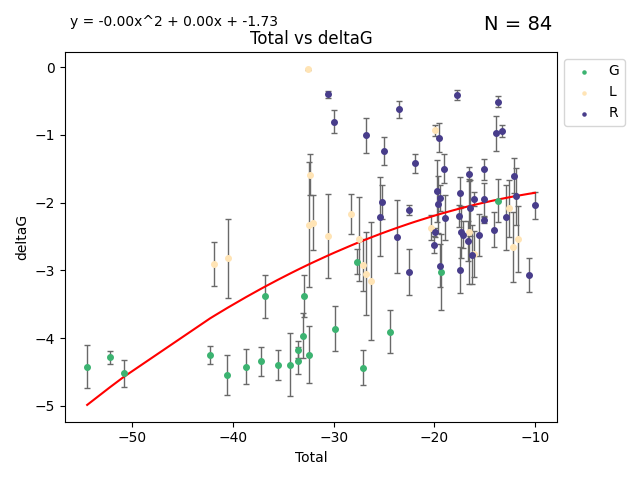 y = -0.00x^2 + 0.00x + -1.73
N = 84
Total vs deltaG
G
L
R
0
−1
−2
−3
−4
−5
deltaG
−50
−40
−30
−20
−10
Total